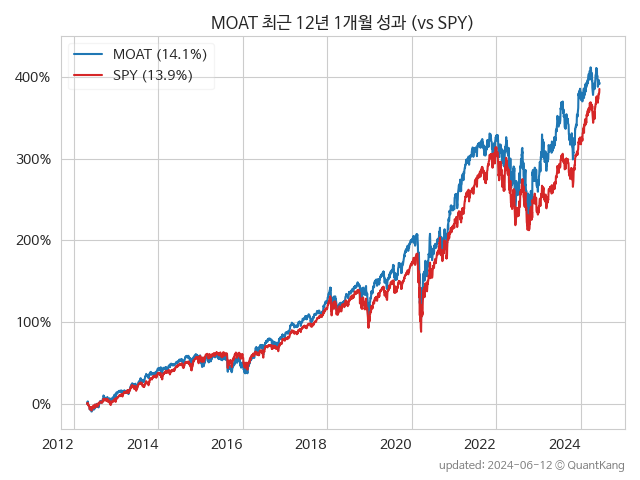 MOAT 최근 12년 1개월 성과 (vs SPY)
MOAT (14.1%)
SPY (13.9%)
400%
300%
200%
100%
0%
2012 2014 2016 2018 2020 2022 2024
updated: 2024-06-12 © QuantKang